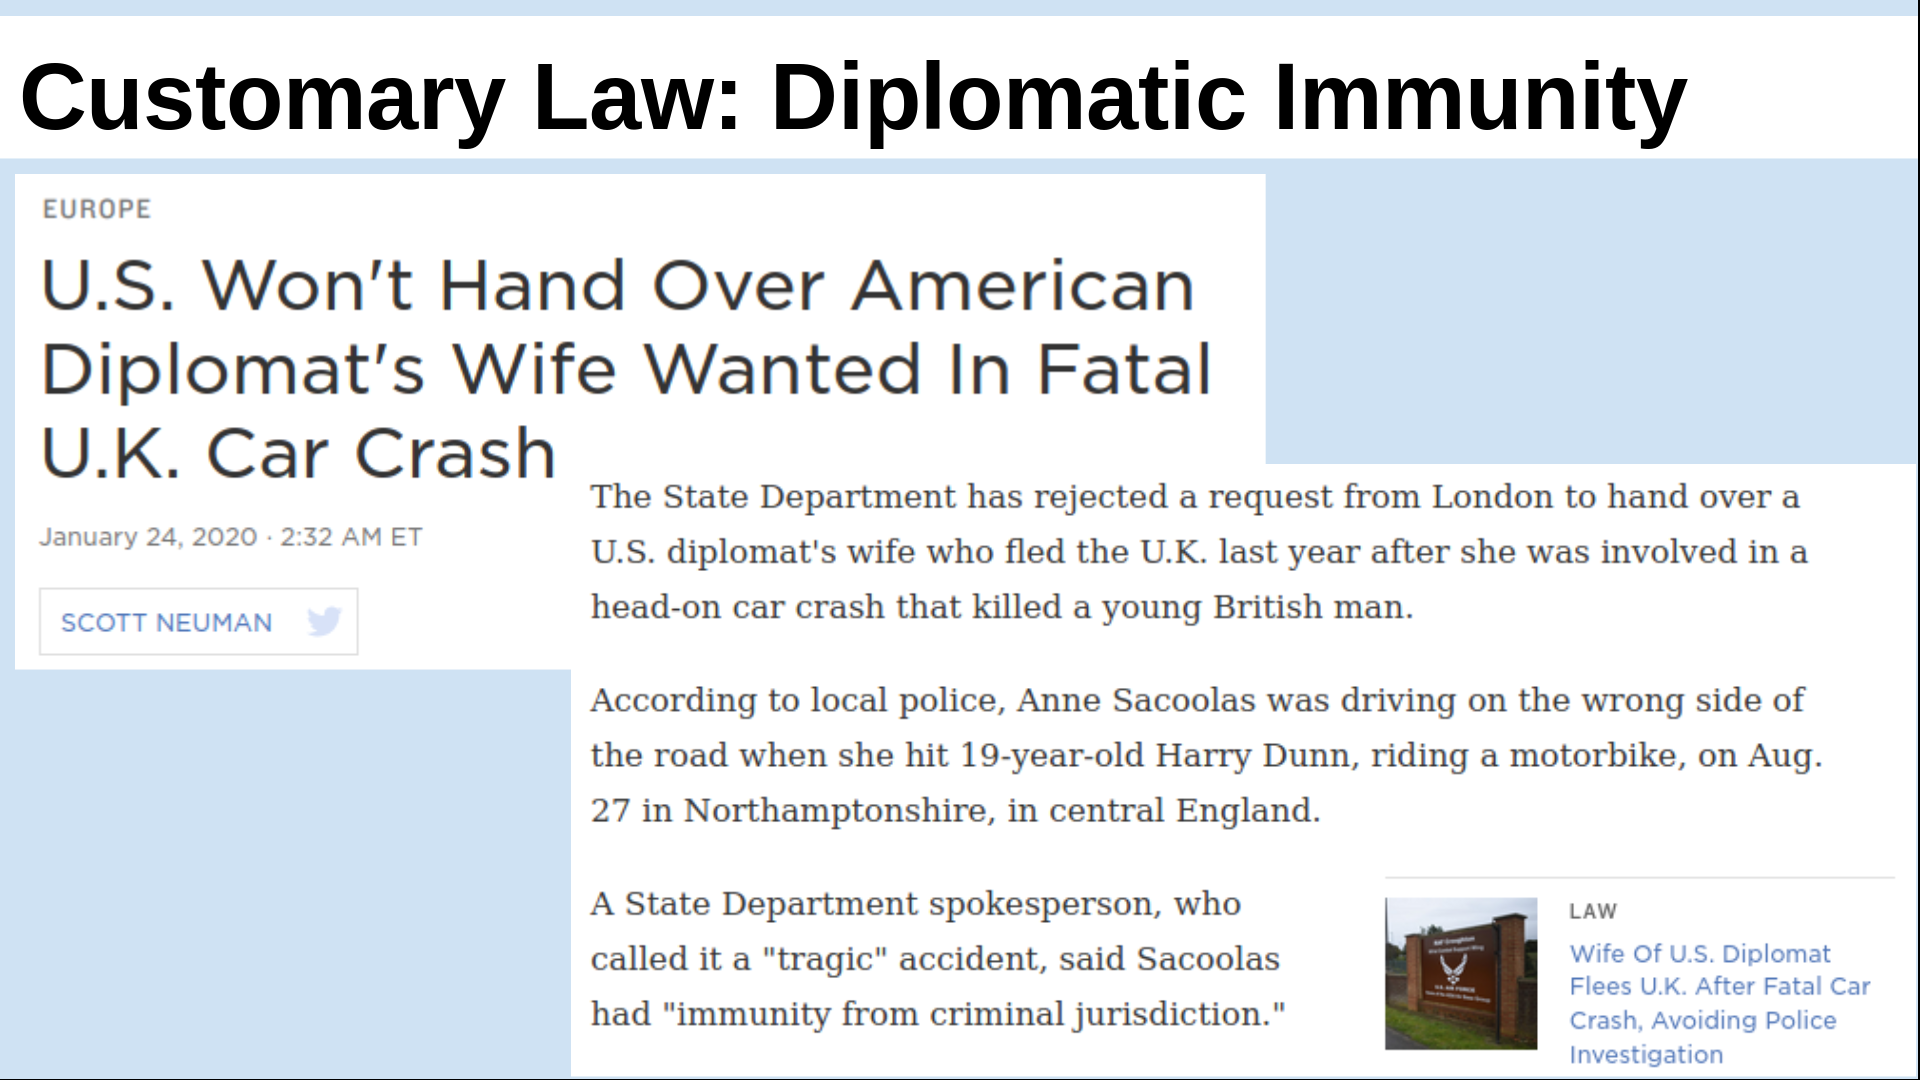 Customary Law: Diplomatic Immunity
EUROPE
U.S. Won't Hand Over American
Diplomat's Wife Wanted In Fatal
U.K. Car Crash
January 24, 2020 · 2:32 AM ET
SCOTT NEUMAN
The State Department has rejected a request from London to hand over a
U.S. diplomat's wife who fled the U.K. last year after she was involved in a
head-on car crash that killed a young British man.
According to local police, Anne Sacoolas was driving on the wrong side of
the road when she hit 19-year-old Harry Dunn, riding a motorbike, on Aug.
27 in Northamptonshire, in central England.
A State Department spokesperson, who
called it a "tragic" accident, said Sacoolas
had "immunity from criminal jurisdiction."
LAW
Wife Of U.S. Diplomat
Flees U.K. After Fatal Car
Crash, Avoiding Police
Investigation